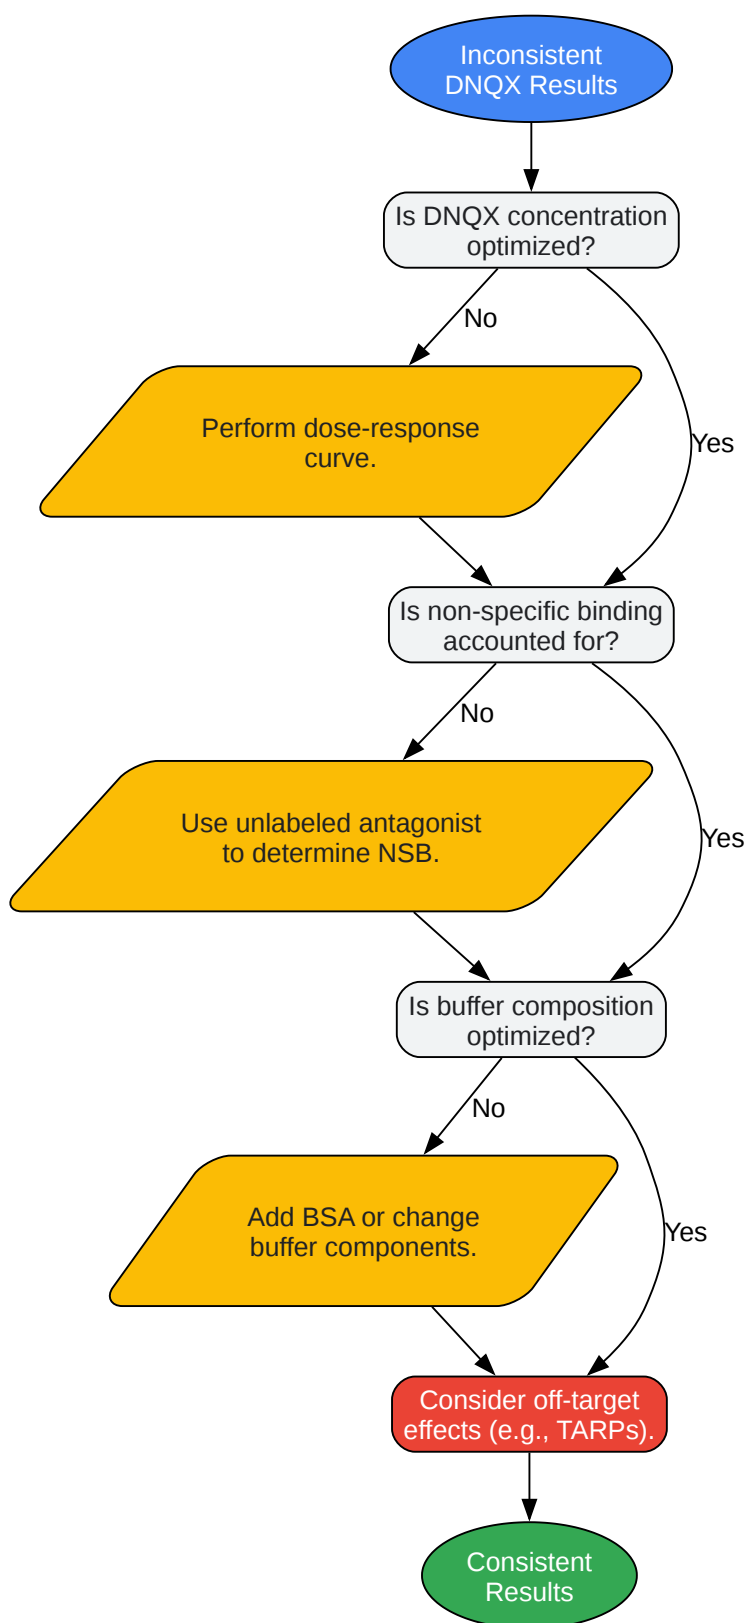 Inconsistent
DNQX Results
Is DNQX concentration
optimized?
No
Perform dose-response
curve.
Yes
Is non-specific binding
accounted for?
No
Use unlabeled antagonist
to determine NSB.
Yes
Is buffer composition
optimized?
No
Add BSA or change
buffer components.
Yes
Consider off-target
effects (e.g., TARPs).
Consistent
Results